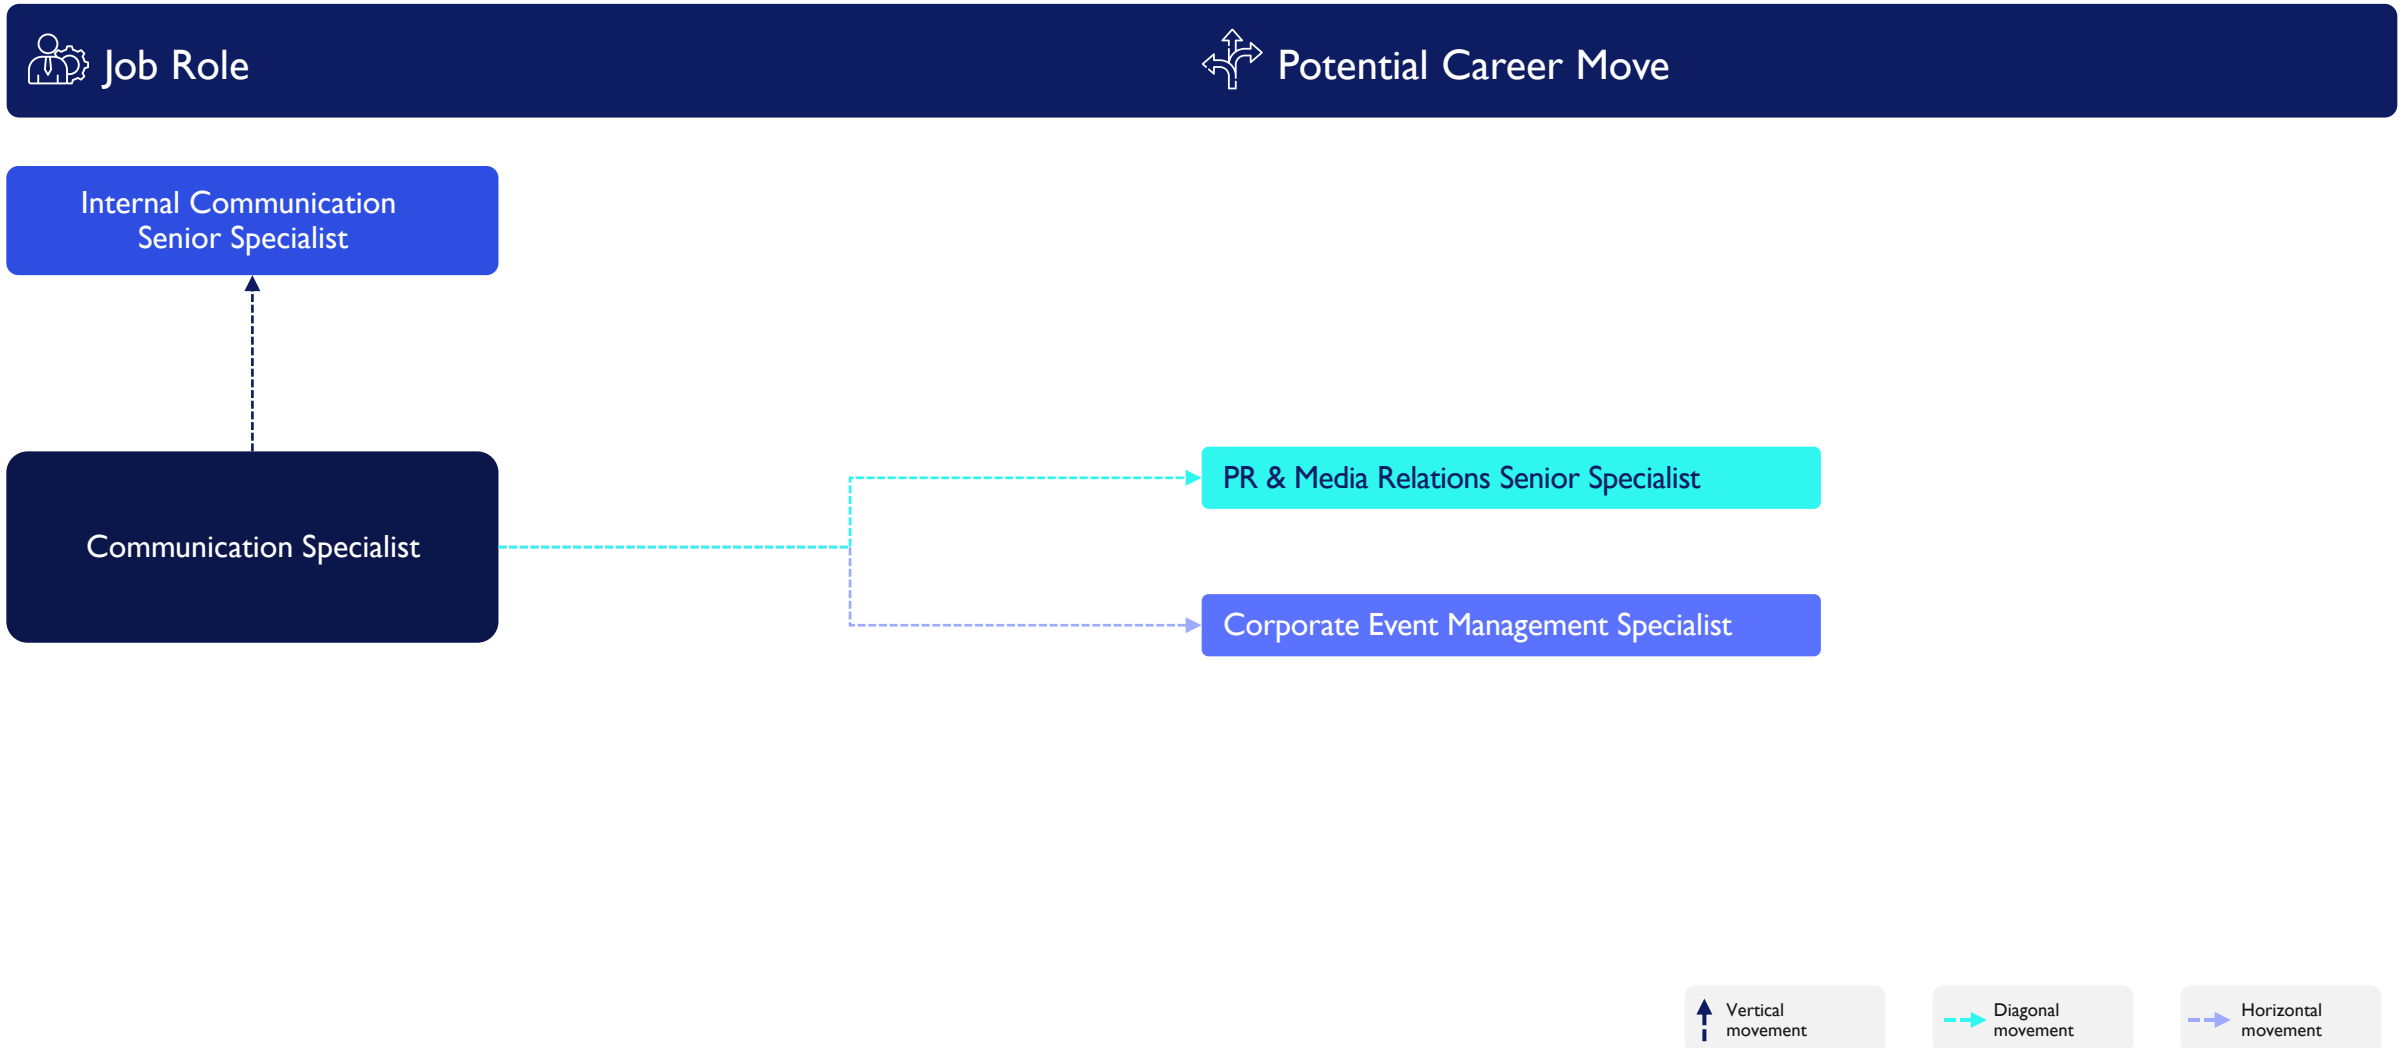 Job Role
Potential Career Move
Internal Communication
Senior Specialist
Communication Specialist
PR & Media Relations Senior Specialist
Corporate Event Management Specialist
Vertical
movement
Diagonal
movement
Horizontal
movement